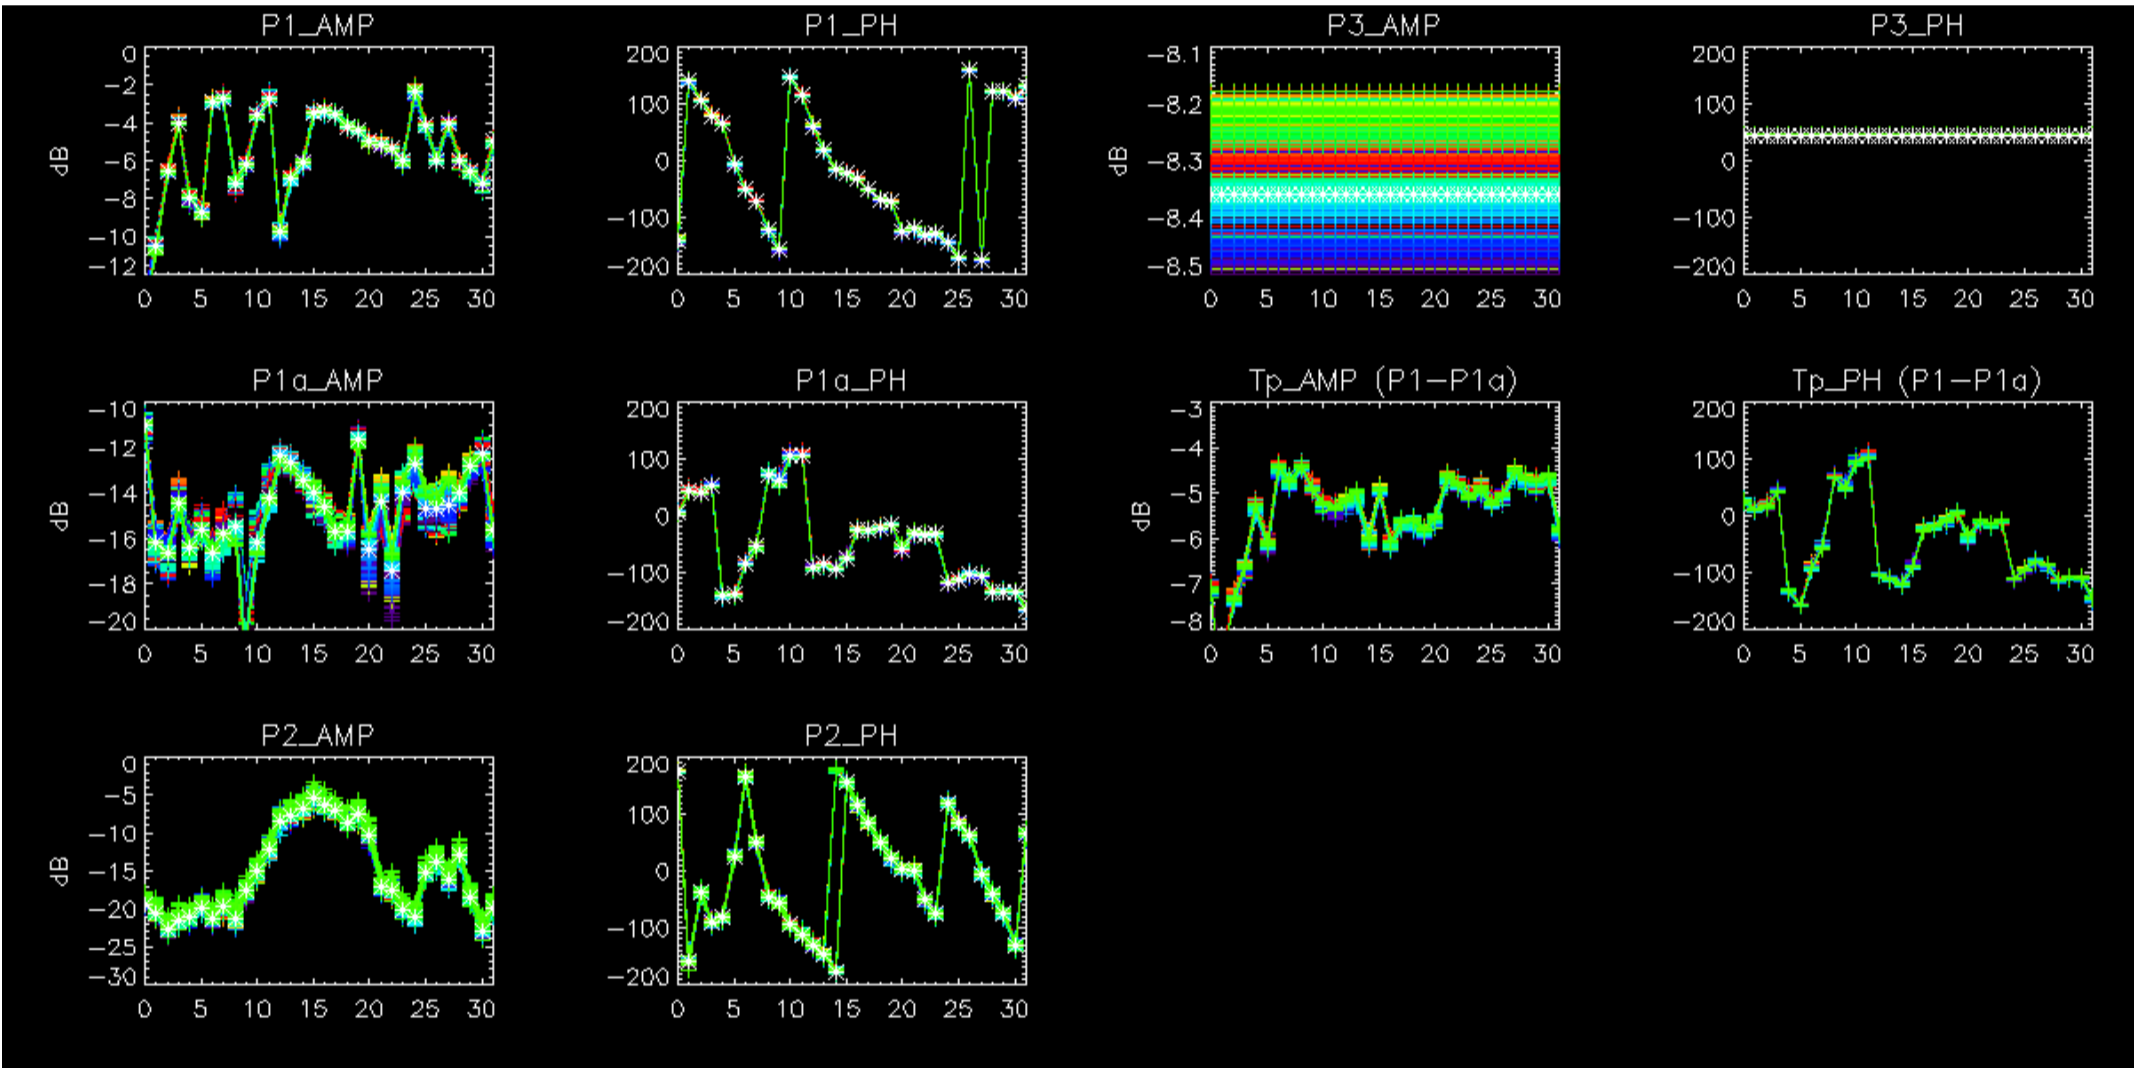 P1_AMP
dB
0
-2
-4
-6
-8
-10
-12
0 5 10 15 20 25 30
P1_PH
200
100
0
-100
-200
0 5 10 15 20 25 30
P3_AMP
dB
-8.1
-8.2
-8.3
-8.4
-8.5
0 5 10 15 20 25 30
P3_PH
200
100
0
-100
-200
0 5 10 15 20 25 30
P1a_AMP
dB
-10
-12
-14
-16
-18
-20
0 5 10 15 20 25 30
P1a_PH
200
100
0
-100
-200
0 5 10 15 20 25 30
Tp_AMP (P1-P1a)
dB
-3
-4
-5
-6
-7
-8
0 5 10 15 20 25 30
Tp_PH (P1-P1a)
200
100
0
-100
-200
0 5 10 15 20 25 30
P2_AMP
dB
0
-5
-10
-15
-20
-25
-30
0 5 10 15 20 25 30
P2_PH
200
100
0
-100
-200
0 5 10 15 20 25 30